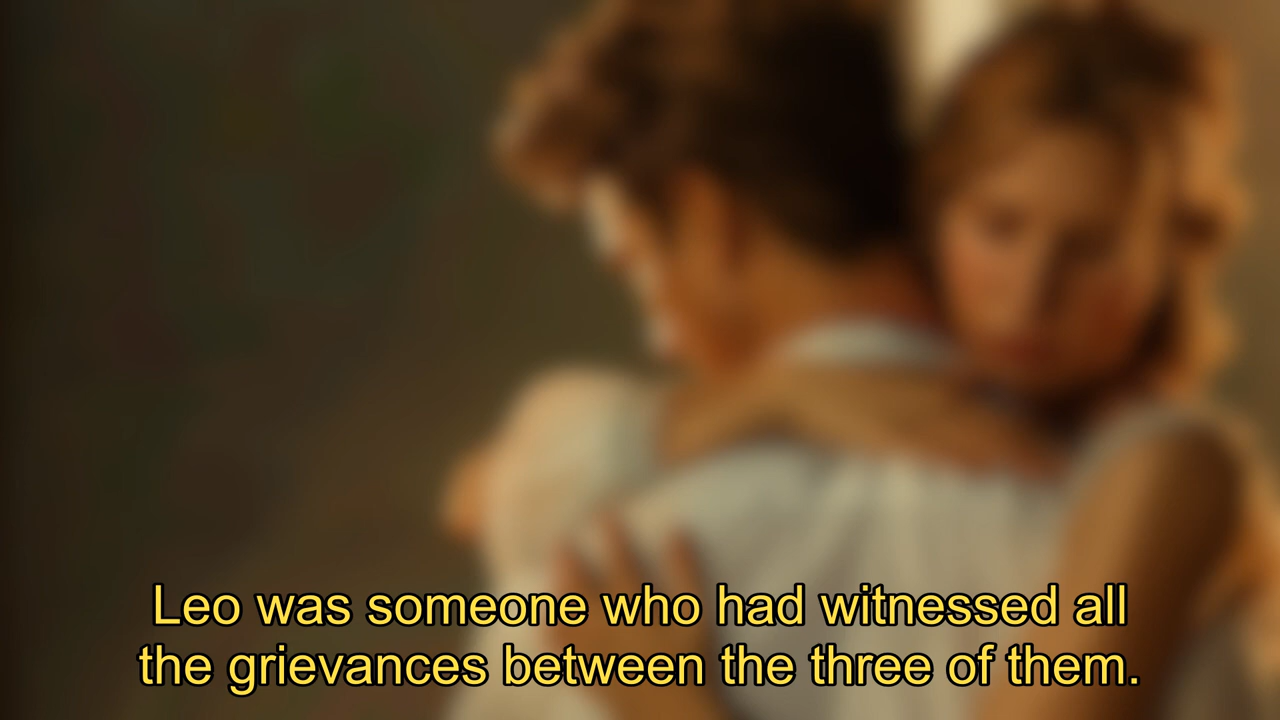 Leo was someone who had witnessed all
the grievances between the three of them.